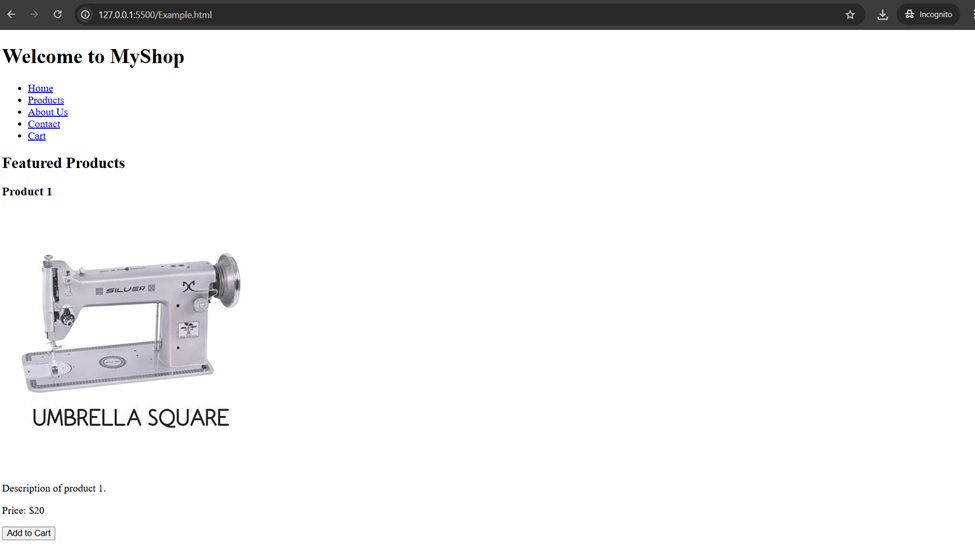 127.0.0.1:5500/Example.html
Incognito
Welcome to MyShop
Home
Products
About Us
Contact
Cart
Featured Products
Product 1
SILVER
UMBRELLA SQUARE
Description of product 1.
Price: $20
Add to Cart